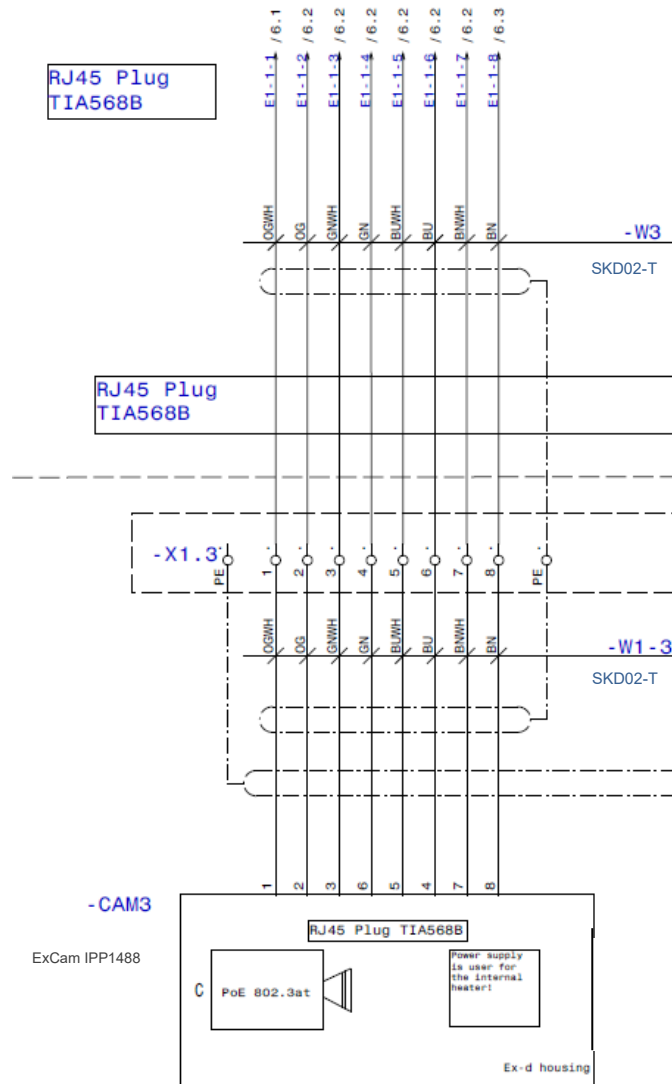 /6.1
/6.2
/6.2
/6.2
/6.2
/6.2
/6.2
/6.3
RJ45 Plug
TIA568B
E1-1-1
E1-1-2
E1-1-3
E1-1-4
E1-1-5
E1-1-6
E1-1-7
E1-1-8
OGWH
OG
GNWH
GN
BUWH
BU
BNWH
BN
-W3
SKD02-T
RJ45 Plug
TIA568B
-X1.3
PE
1
2
3
4
5
6
7
8
PE
OGWH
OG
GNWH
GN
BUWH
BU
BNWH
BN
-W1-3
SKD02-T
1
2
3
6
5
4
7
8
-CAM3
RJ45 Plug TIA568B
ExCam IPP1488
C
PoE 802.3at
Power supply
is user for
the internal
heater!
Ex-d housing